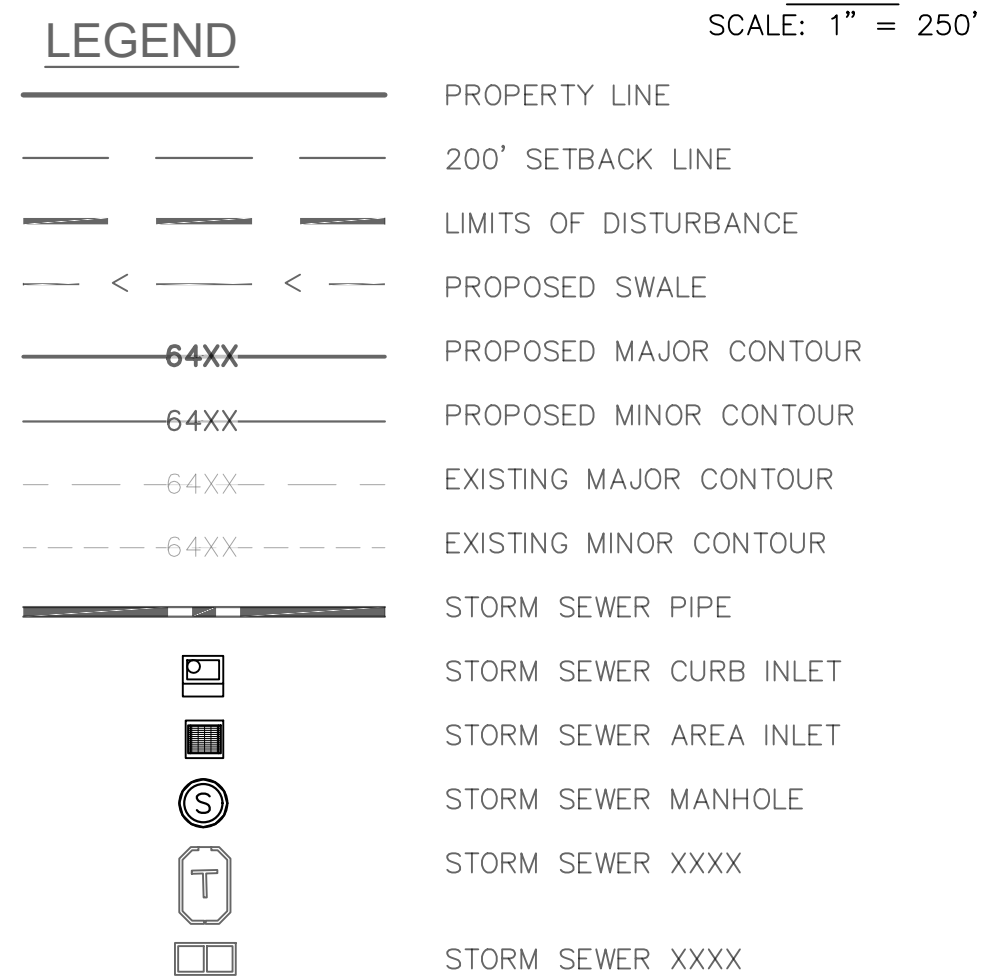 SCALE: 1" = 250'
LEGEND
PROPERTY LINE
200' SETBACK LINE
LIMITS OF DISTURBANCE
< < PROPOSED SWALE
64XX PROPOSED MAJOR CONTOUR
64XX PROPOSED MINOR CONTOUR
64XX EXISTING MAJOR CONTOUR
64XX EXISTING MINOR CONTOUR
STORM SEWER PIPE
STORM SEWER CURB INLET
STORM SEWER AREA INLET
S STORM SEWER MANHOLE
T STORM SEWER XXXX
STORM SEWER XXXX